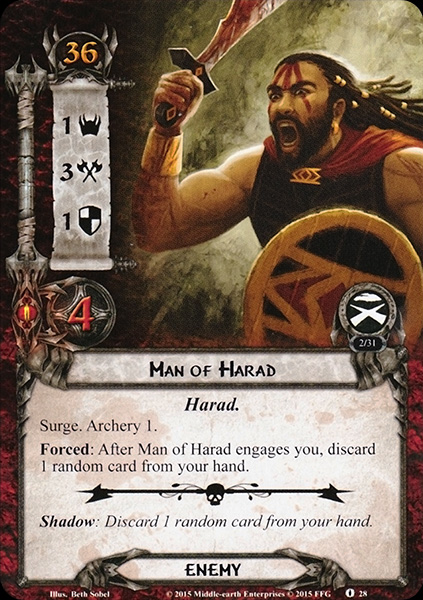 36
1
3
1
4
2/31
MAN OF HARAD
Harad.
Surge. Archery 1.
Forced: After Man of Harad engages you, discard
1 random card from your hand.
Shadow: Discard 1 random card from your hand.
ENEMY
Illus. Beth Sobel © 2015 Middle-earth Enterprises © 2015 FFG 28